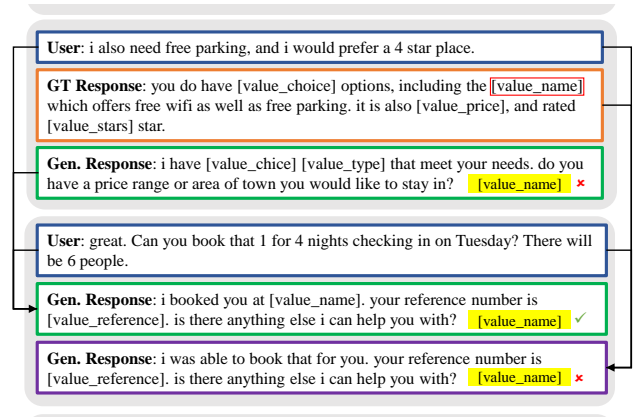 User: i also need free parking, and i would prefer a 4 star place.
GT Response: you do have [value_choice] options, including the [value_name]
which offers free wifi as well as free parking. it is also [value_price], and rated
[value_stars] star.
Gen. Response: i have [value_chice] [value_type] that meet your needs. do you
have a price range or area of town you would like to stay in? [value_name] ✘
User: great. Can you book that 1 for 4 nights checking in on Tuesday? There will
be 6 people.
Gen. Response: i booked you at [value_name]. your reference number is
[value_reference]. is there anything else i can help you with? [value_name] ✓
Gen. Response: i was able to book that for you. your reference number is
[value_reference]. is there anything else i can help you with? [value_name] ✘